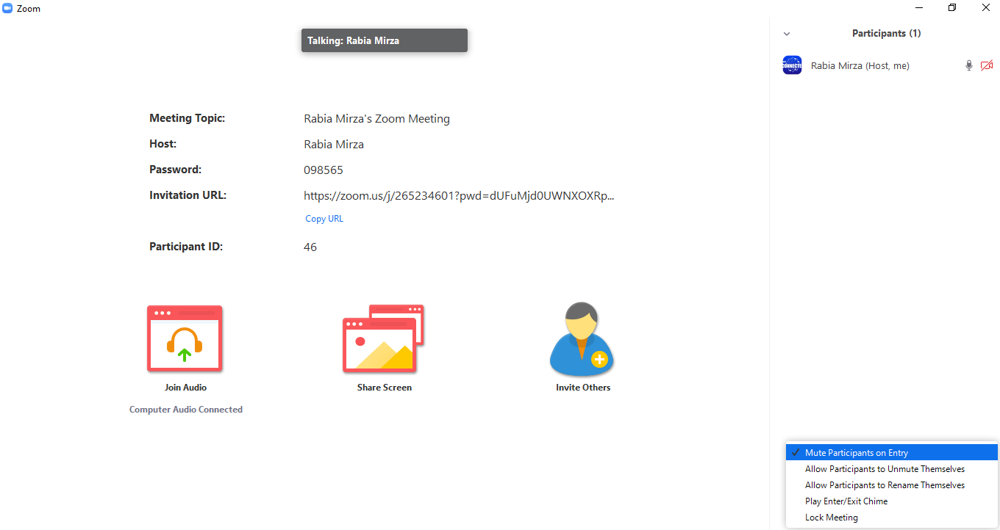 Zoom
Talking: Rabia Mirza
Participants (1)
CONNECTE
Rabia Mirza (Host, me)
Meeting Topic: Rabia Mirza's Zoom Meeting
Host: Rabia Mirza
Password: 098565
Invitation URL: https://zoom.us/j/265234601?pwd=dUFuMjd0UWNXOXRp...
Copy URL
Participant ID: 46
Join Audio
Share Screen
Invite Others
Computer Audio Connected
Mute Participants on Entry
Allow Participants to Unmute Themselves
Allow Participants to Rename Themselves
Play Enter/Exit Chime
Lock Meeting